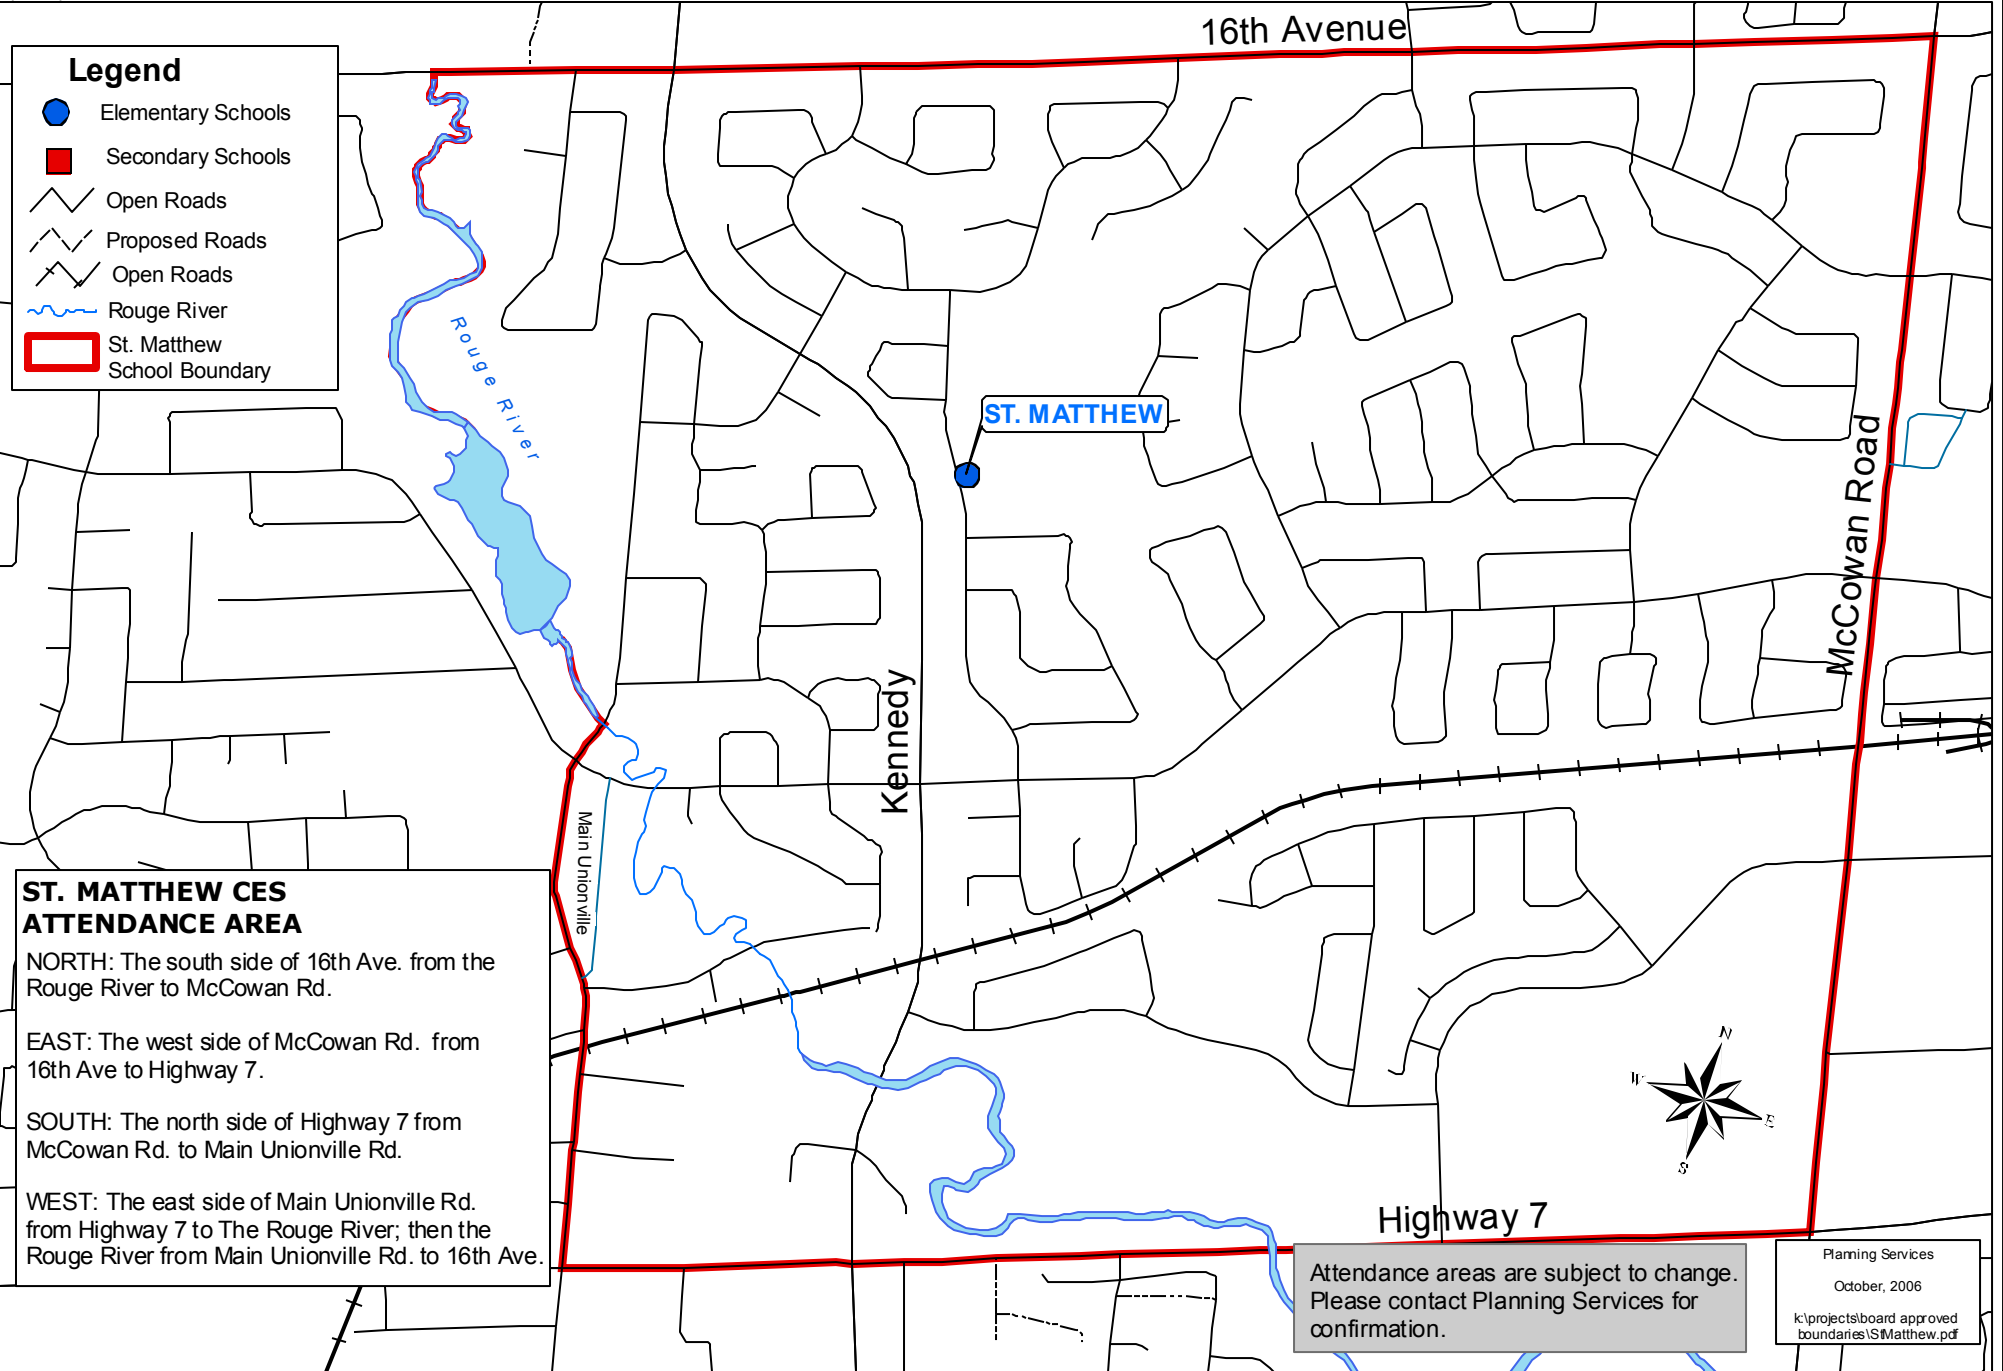 16th Avenue
Legend
Elementary Schools
Secondary Schools
Open Roads
Proposed Roads
Open Roads
Rouge River
St. Matthew
School Boundary
Rouge River
ST. MATTHEW
McCowan Road
Kennedy
Main Unionville
ST. MATTHEW CES
ATTENDANCE AREA
NORTH: The south side of 16th Ave. from the
Rouge River to McCowan Rd.
EAST: The west side of McCowan Rd. from
16th Ave to Highway 7.
SOUTH: The north side of Highway 7 from
McCowan Rd. to Main Unionville Rd.
WEST: The east side of Main Unionville Rd.
from Highway 7 to The Rouge River; then the
Rouge River from Main Unionville Rd. to 16th Ave.
N
W
E
S
Highway 7
Attendance areas are subject to change.
Please contact Planning Services for
confirmation.
Planning Services
October, 2006
k:\projects\board approved
boundaries\StMatthew.pdf